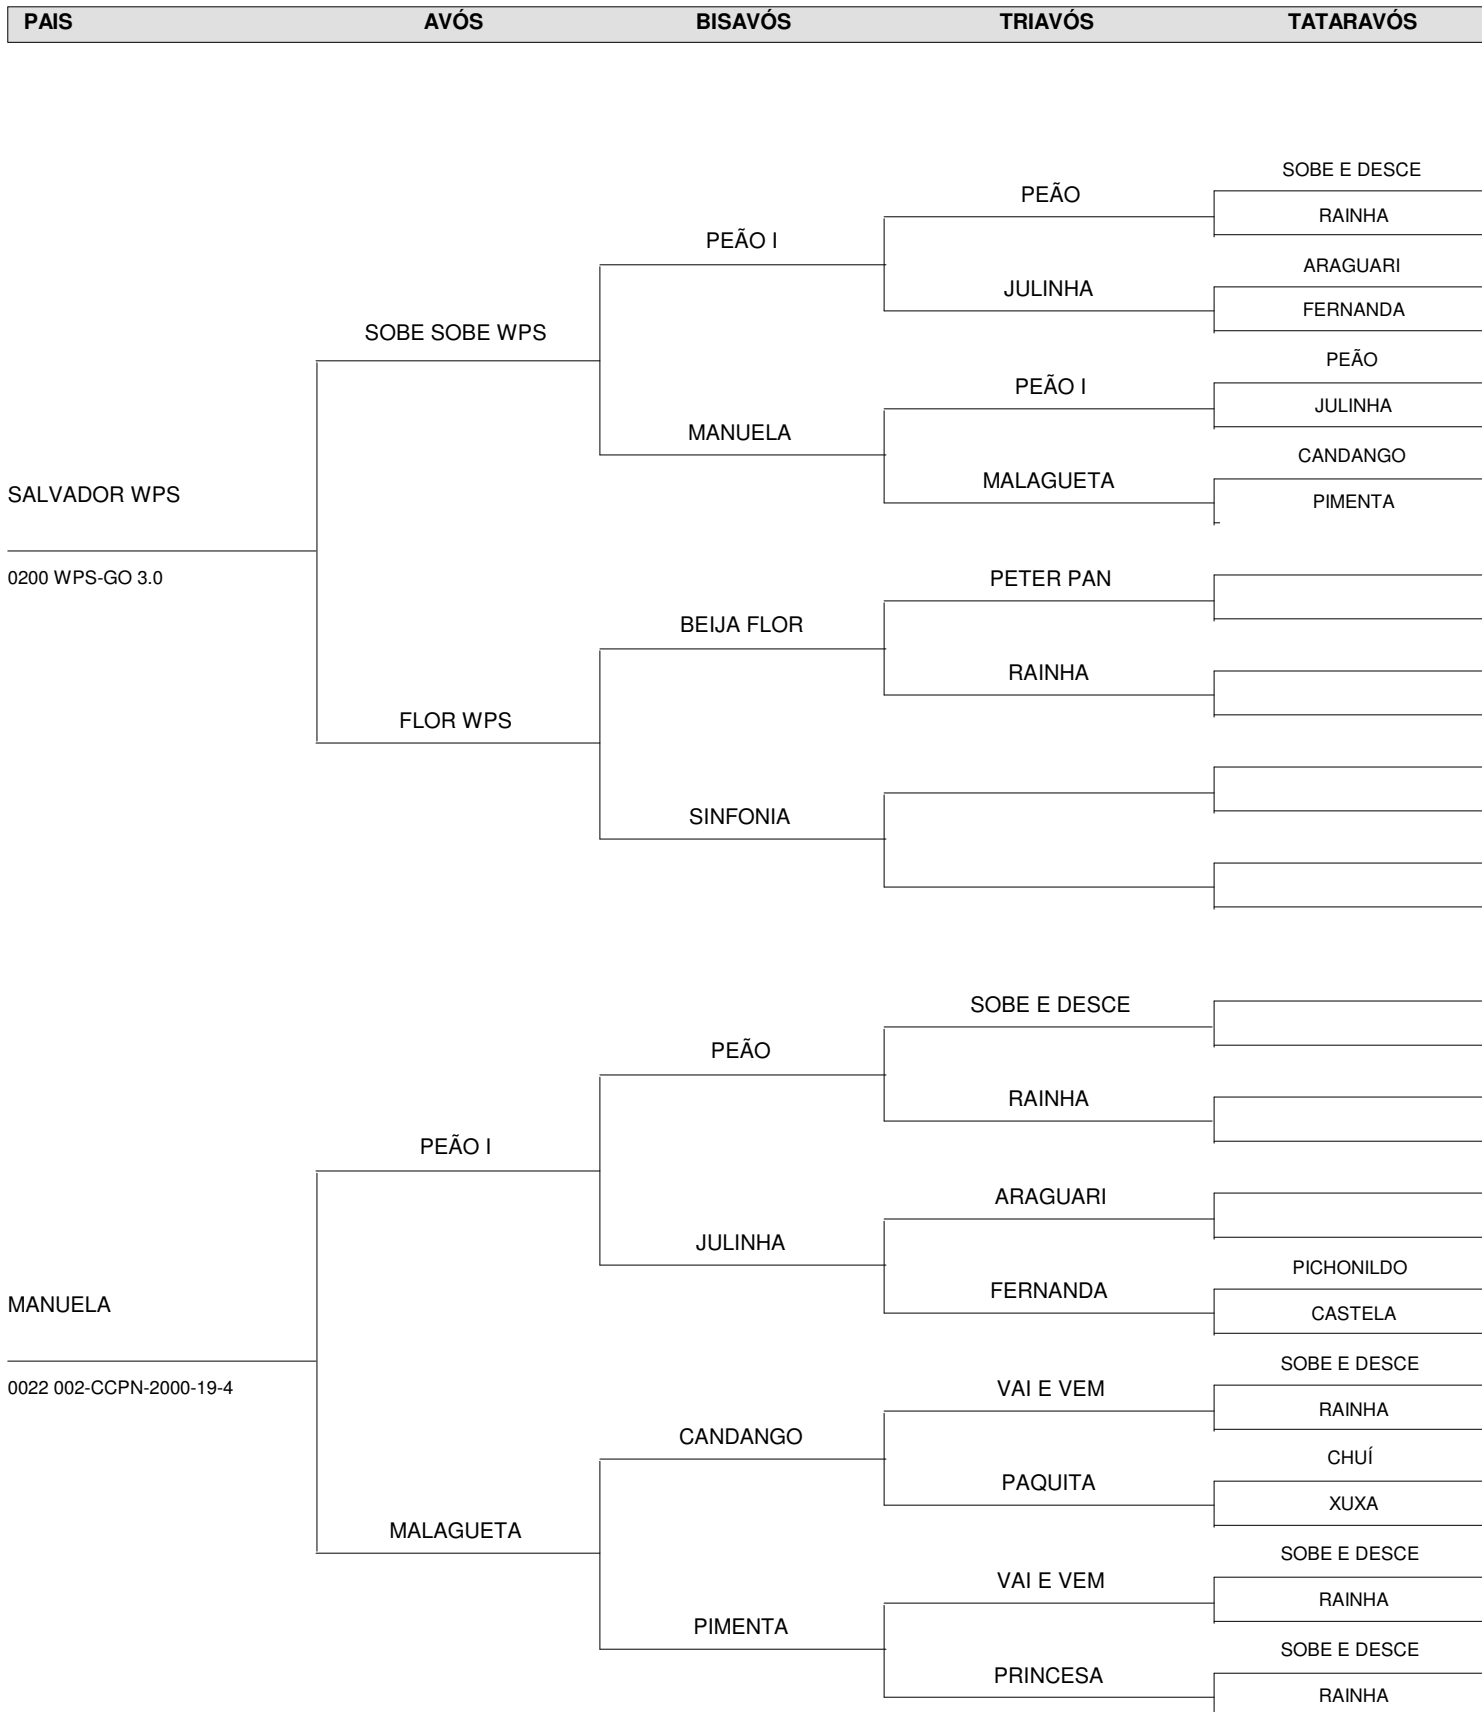 PAIS AVÓS BISAVÓS TRIAVÓS TATARAVÓS
SOBE E DESCE
PEÃO
RAINHA
PEÃO I
ARAGUARI
JULINHA
FERNANDA
SOBE SOBE WPS
PEÃO
PEÃO I
JULINHA
MANUELA
CANDANGO
MALAGUETA
SALVADOR WPS
PIMENTA
0200 WPS-GO 3.0
PETER PAN
BEIJA FLOR
RAINHA
FLOR WPS
SINFONIA
SOBE E DESCE
PEÃO
RAINHA
PEÃO I
ARAGUARI
JULINHA
PICHONILDO
FERNANDA
MANUELA
CASTELA
SOBE E DESCE
0022 002-CCPN-2000-19-4
VAI E VEM
RAINHA
CANDANGO
CHUÍ
PAQUITA
XUXA
MALAGUETA
SOBE E DESCE
VAI E VEM
RAINHA
PIMENTA
SOBE E DESCE
PRINCESA
RAINHA